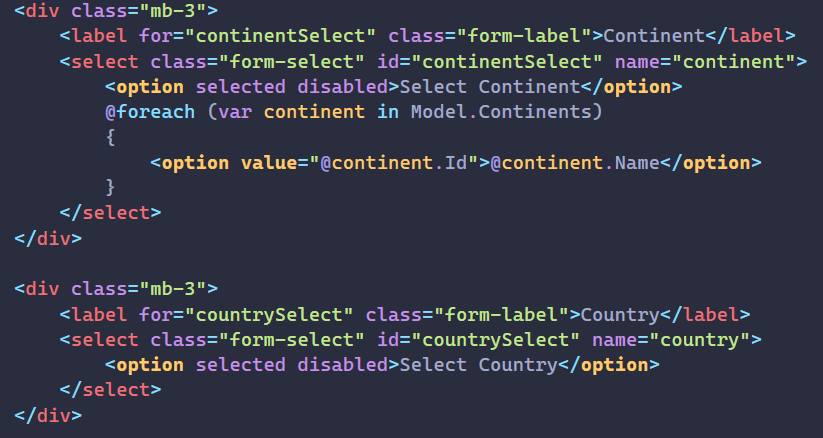 <div class="mb-3">
    <label for="continentSelect" class="form-label">Continent</label>
    <select class="form-select" id="continentSelect" name="continent">
        <option selected disabled>Select Continent</option>
        @foreach (var continent in Model.Continents)
        {
            <option value="@continent.Id">@continent.Name</option>
        }
    </select>
</div>

<div class="mb-3">
    <label for="countrySelect" class="form-label">Country</label>
    <select class="form-select" id="countrySelect" name="country">
        <option selected disabled>Select Country</option>
    </select>
</div>